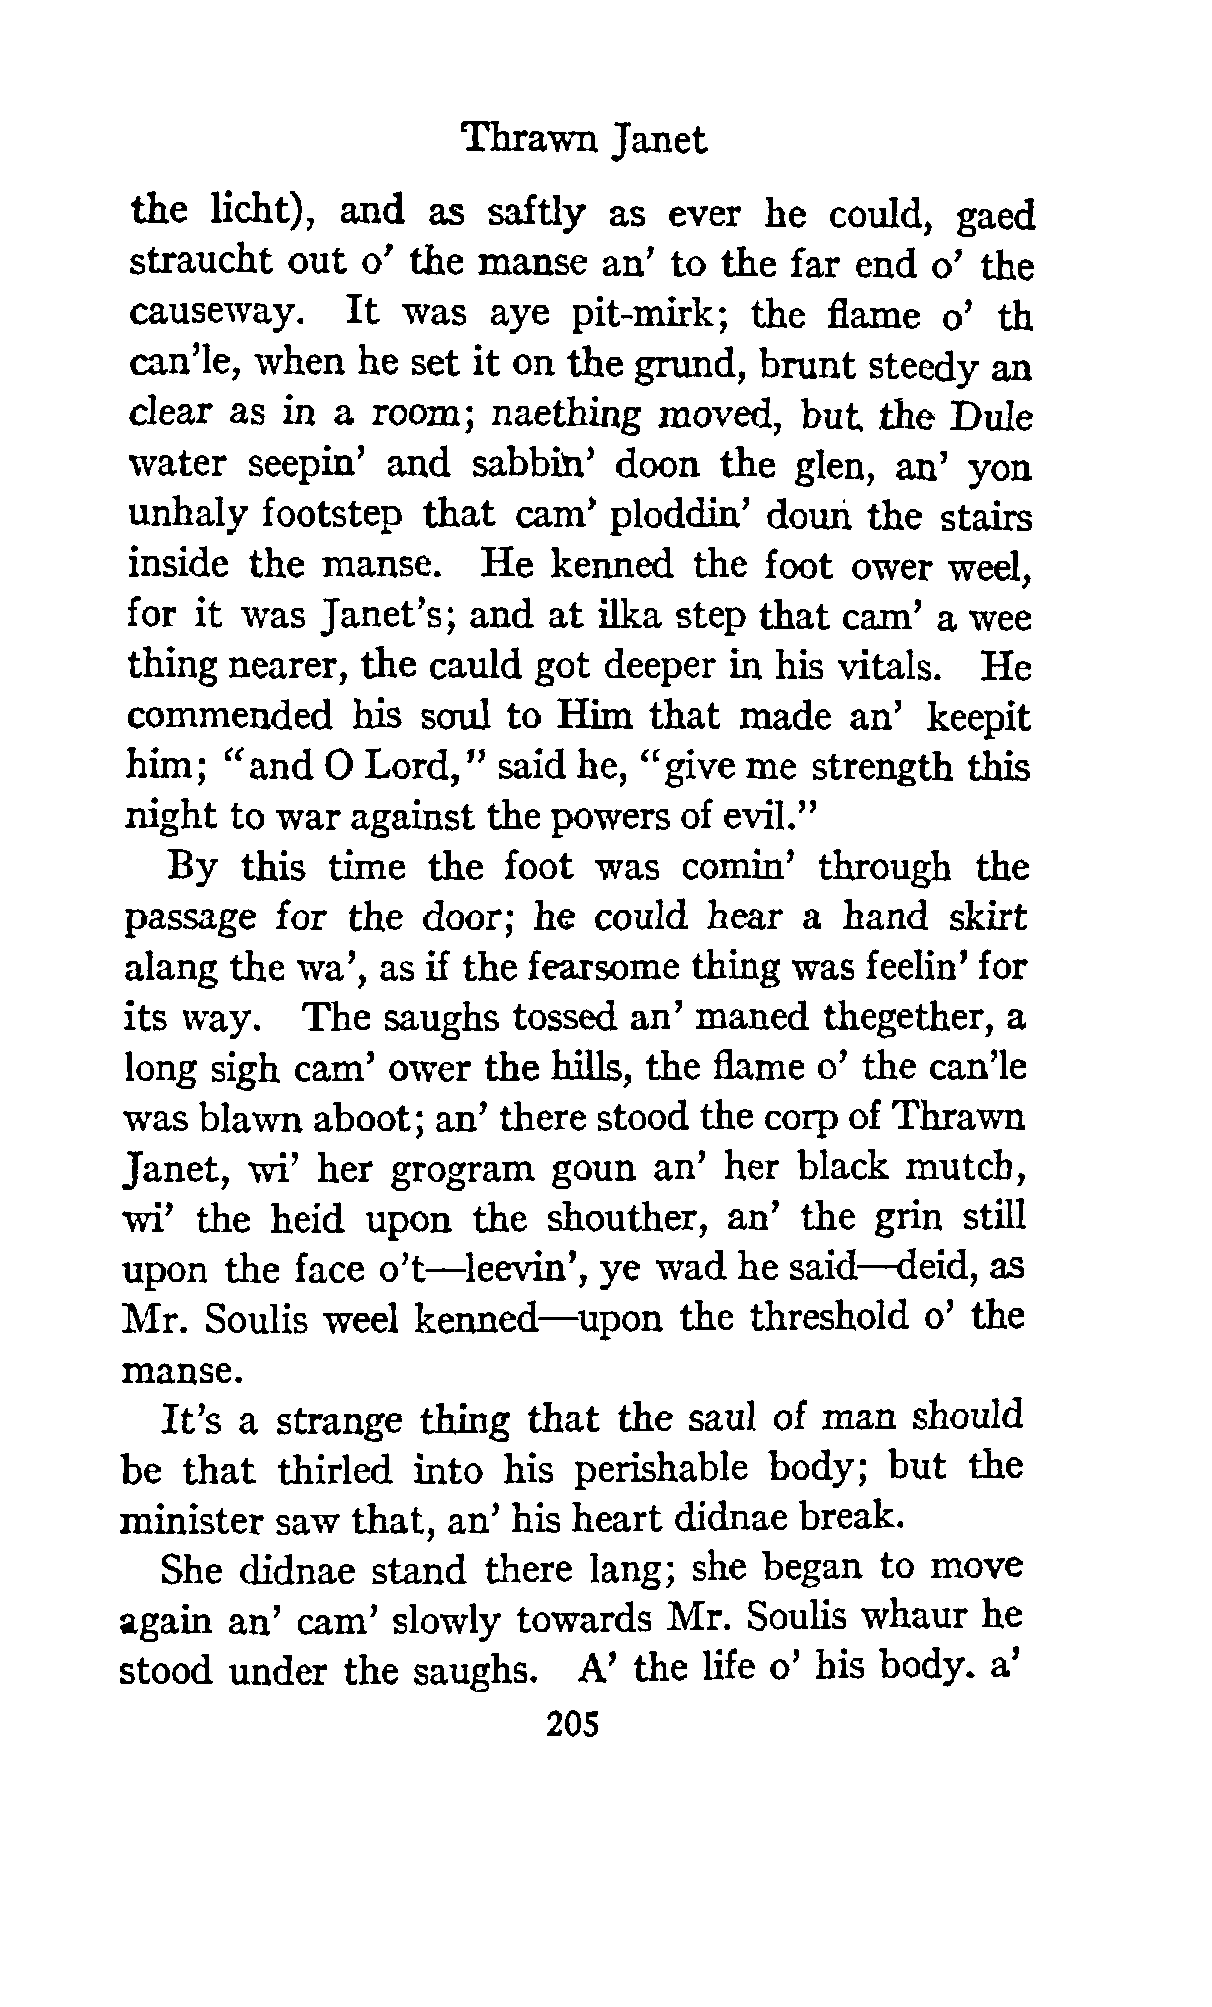 Thrawn Janet
the licht), and as saftly as ever he could, gaed
straucht out o' the manse an' to the far end o' the
causeway. It was aye pit-mirk; the flame o' th
can'le, when he set it on the grund, brunt steedy an
clear as in a room; naething moved, but the Dule
water seepin' and sabbin' doon the glen, an' yon
unhaly footstep that cam' ploddin' doun the stairs
inside the manse. He kenned the foot ower weel,
for it was Janet's; and at ilka step that cam' a wee
thing nearer, the cauld got deeper in his vitals. He
commended his soul to Him that made an' keepit
him; "and O Lord," said he, "give me strength this
night to war against the powers of evil."
By this time the foot was comin' through the
passage for the door; he could hear a hand skirt
alang the wa', as if the fearsome thing was feelin' for
its way. The saughs tossed an' maned thegether, a
long sigh cam' ower the hills, the flame o' the can'le
was blawn aboot; an' there stood the corp of Thrawn
Janet, wi' her grogram goun an' her black mutch,
wi' the heid upon the shouther, an' the grin still
upon the face o't—leevin', ye wad he said—deid, as
Mr. Soulis weel kenned—upon the threshold o' the
manse.
It's a strange thing that the saul of man should
be that thirled into his perishable body; but the
minister saw that, an' his heart didnae break.
She didnae stand there lang; she began to move
again an' cam' slowly towards Mr. Soulis whaur he
stood under the saughs. A' the life o' his body. a'
205